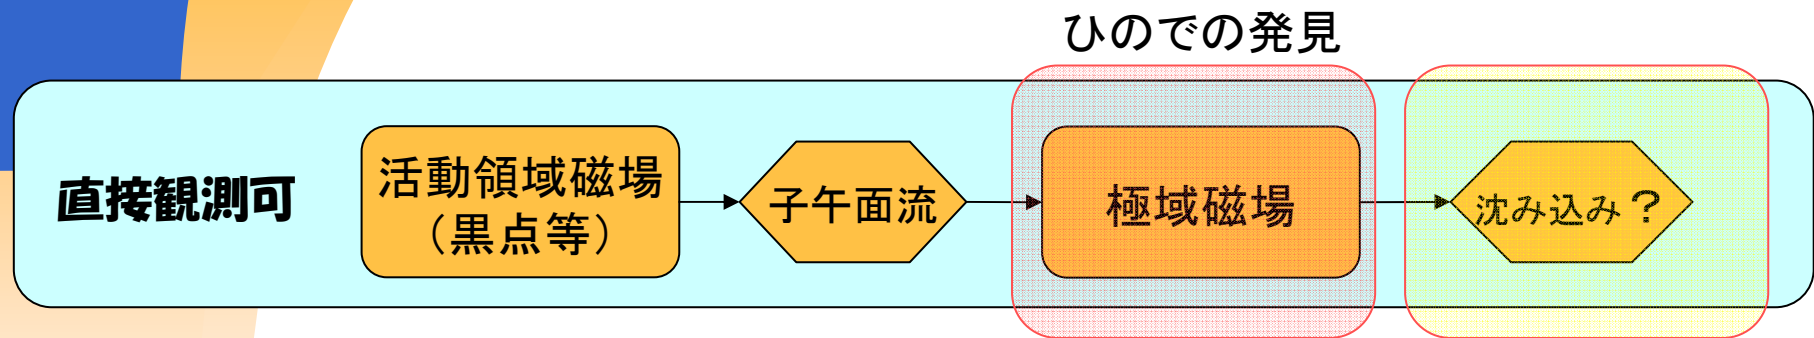 ひのでの発見
直接観測可
活動領域磁場
（黒点等）
子午面流
極域磁場
沈み込み？